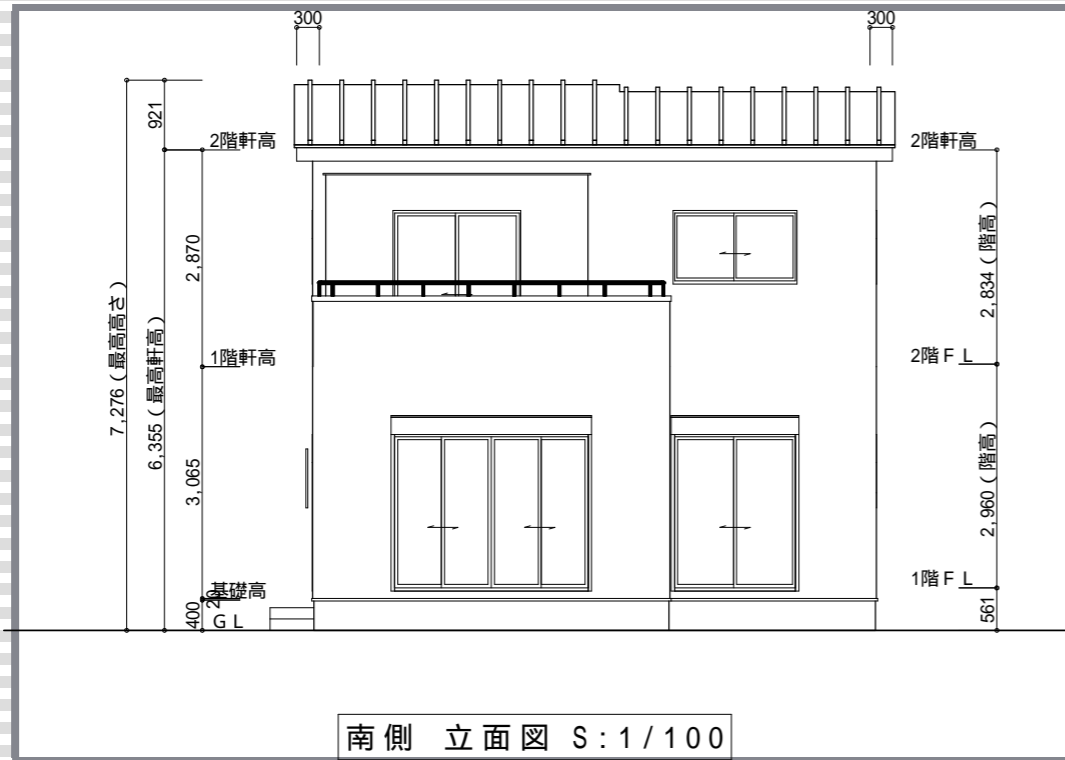 300
300
921
2階軒高
2階軒高
2,870
2,834(階高)
7,276(最高高さ)
6,355(最高軒高)
1階軒高
2階FL
3,065
2,960(階高)
1階FL
基礎高
20
400
GL
561
南側 立面図 S:1/100